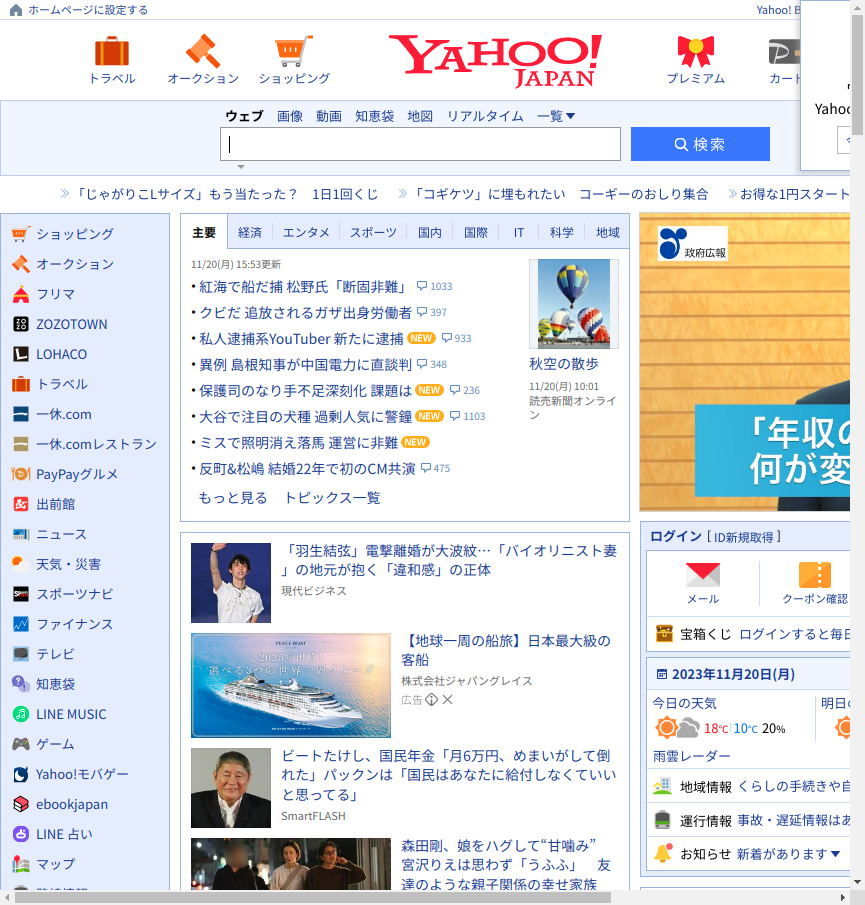 ホームページに設定する
Yahoo! B
トラベル
オークション
ショッピング
YAHOO!
JAPAN
プレミアム
カート
Yahoo
ウェブ 画像 動画 知恵袋 地図 リアルタイム 一覧▼
検索
「じゃがりこLサイズ」もう当たった？ 1日1回くじ
「コギケツ」に埋もれたい コーギーのおしり集合
お得な1円スタート
ショッピング
オークション
フリマ
ZOZOTOWN
LOHACO
トラベル
一休.com
一休.comレストラン
PayPayグルメ
出前館
ニュース
天気・災害
スポーツナビ
ファイナンス
テレビ
知恵袋
LINE MUSIC
ゲーム
Yahoo!モバゲー
ebookjapan
LINE 占い
マップ
主要 経済 エンタメ スポーツ 国内 国際 IT 科学 地域
11/20(月) 15:53更新
紅海で船だ捕 松野氏「断固非難」 1033
クビだ 追放されるガザ出身労働者 397
私人逮捕系YouTuber 新たに逮捕 NEW 933
異例 島根知事が中国電力に直談判 348
保護司のなり手不足深刻化 課題は NEW 236
大谷で注目の犬種 過剰人気に警鐘 NEW 1103
ミスで照明消え落馬 運営に非難 NEW
反町&松嶋 結婚22年で初のCM共演 475
もっと見る トピックス一覧
秋空の散歩
11/20(月) 10:01
読売新聞オンライ
ン
「羽生結弦」電撃離婚が大波紋…「バイオリニスト妻
」の地元が抱く「違和感」の正体
現代ビジネス
PEACE BOAT
2025年出航！
選べる3つの世界一周クルーズ
【地球一周の船旅】日本最大級の
客船
株式会社ジャパングレイス
広告
ビートたけし、国民年金「月6万円、めまいがして倒
れた」パックンは「国民はあなたに給付しなくていい
と思ってる」
SmartFLASH
森田剛、娘をハグして“甘噛み”
宮沢りえは思わず「うふふ」 友
達のような親子関係の幸せ家族
政府広報
「年収の
何が変
ログイン [ ID新規取得 ]
メール
クーポン確認
宝箱くじ ログインすると毎日
2023年11月20日(月)
今日の天気
明日の
18℃ 10℃ 20%
雨雲レーダー
地域情報 くらしの手続きや自
運行情報 事故・遅延情報はあ
お知らせ 新着があります▼